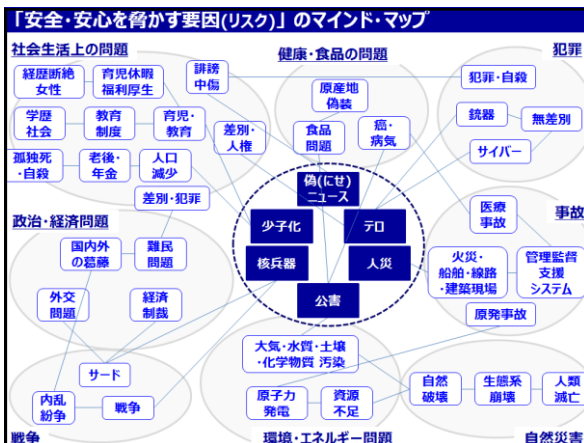 「安全・安心を脅かす要因(リスク)」のマインド・マップ
社会生活上の問題
健康・食品の問題
犯罪
経歴断絶
女性
育児休暇
福利厚生
誹謗
中傷
原産地
偽装
犯罪・自殺
学歴
社会
教育
制度
育児・
教育
差別・
人権
食品
問題
癌・
病気
銃器
無差別
サイバー
孤独死
・自殺
老後・
年金
人口
減少
差別・犯罪
偽(にせ)
ニュース
少子化
テロ
核兵器
人災
公害
政治・経済問題
国内外
の葛藤
難民
問題
外交
問題
経済
制裁
サード
内乱
紛争
戦争
戦争
医療
事故
事故
火災・
船舶・線路
・建築現場
管理監督
支援
システム
原発事故
大気・水質・土壌
・化学物質 汚染
原子力
発電
資源
不足
自然
破壊
生態系
崩壊
人類
滅亡
環境・エネルギー問題
自然災害